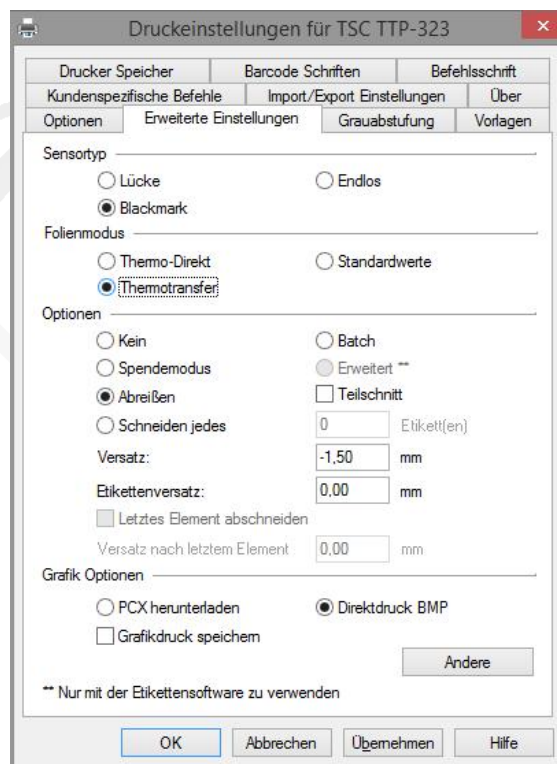 Druckeinstellungen für TSC TTP-323
Drucker Speicher Barcode Schriften Befehlsschrift
Kundenspezifische Befehle Import/Export Einstellungen Über
Optionen Erweiterte Einstellungen Grauabstufung Vorlagen
Sensortyp
Lücke Endlos
Blackmark
Folienmodus
Thermo-Direkt Standardwerte
Thermotransfer
Optionen
Kein Batch
Spendemodus Erweitert **
Abreißen Teilschnitt
Schneiden jedes 0 Etikett(en)
Versatz: -1,50 mm
Etikettenversatz: 0,00 mm
Letztes Element abschneiden
Versatz nach letztem Element 0,00 mm
Grafik Optionen
PCX herunterladen Direktdruck BMP
Grafikdruck speichern
Andere
** Nur mit der Etikettensoftware zu verwenden
OK Abbrechen Übernehmen Hilfe